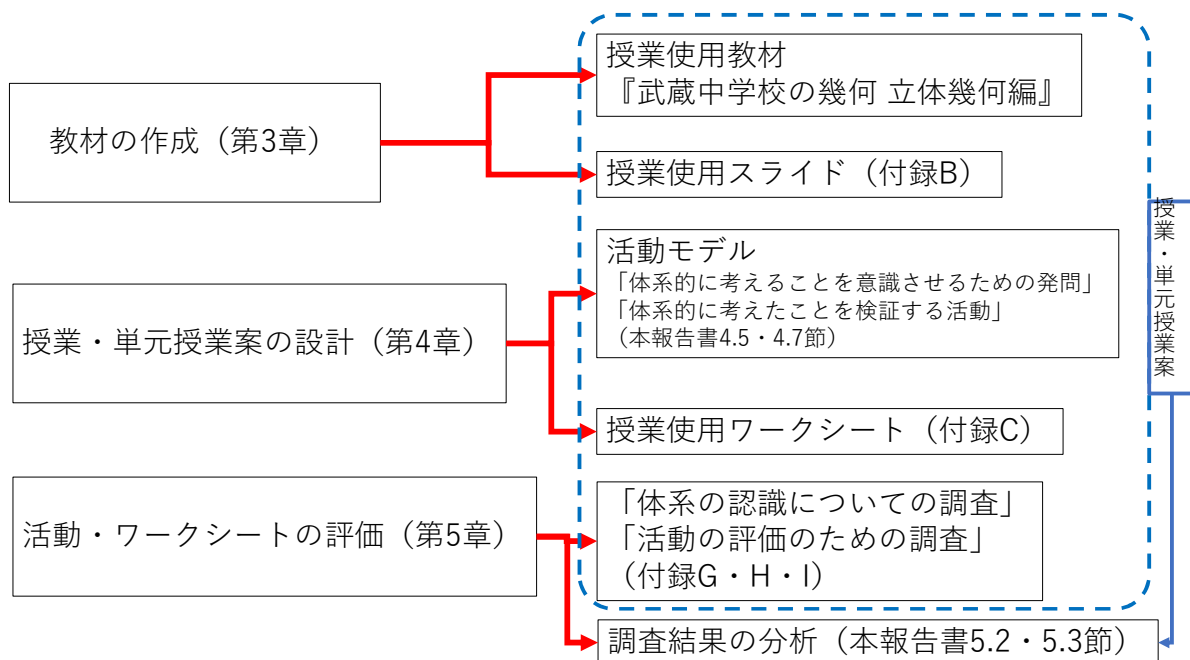 教材の作成（第3章）
授業使用教材
『武蔵中学校の幾何 立体幾何編』
授業使用スライド（付録B）
授業・単元授業案の設計（第4章）
活動モデル
「体系的に考えることを意識させるための発問」
「体系的に考えたことを検証する活動」
（本報告書4.5・4.7節）
授業使用ワークシート（付録C）
活動・ワークシートの評価（第5章）
「体系の認識についての調査」
「活動の評価のための調査」
（付録G・H・I）
調査結果の分析（本報告書5.2・5.3節）
授業・単元授業案